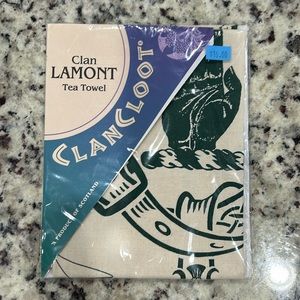 Clan
LAMONT
Tea Towel
CLANCLOOT
A PRODUCT OF SCOTLAND